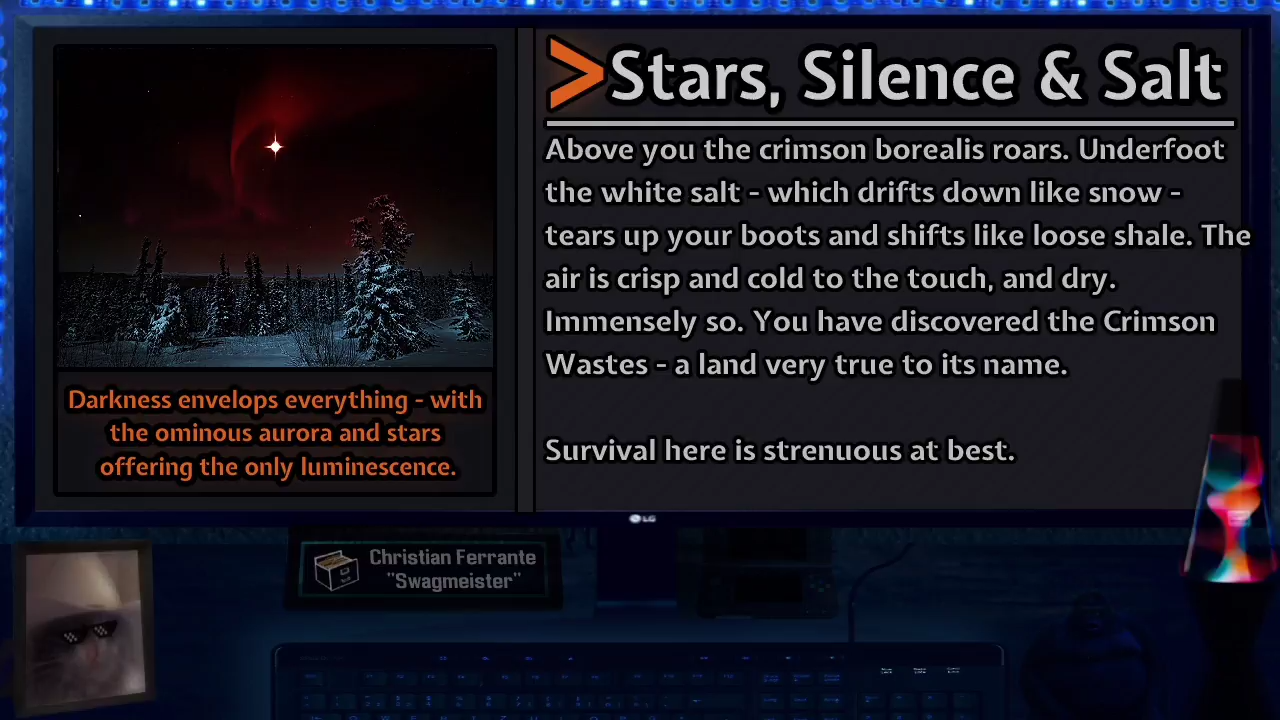 >Stars, Silence & Salt
Above you the crimson borealis roars. Underfoot
the white salt - which drifts down like snow -
tears up your boots and shifts like loose shale. The
air is crisp and cold to the touch, and dry.
Immensely so. You have discovered the Crimson
Wastes - a land very true to its name.
Survival here is strenuous at best.
Darkness envelops everything - with
the ominous aurora and stars
offering the only luminescence.
LG
Christian Ferrante
"Swagmeister"